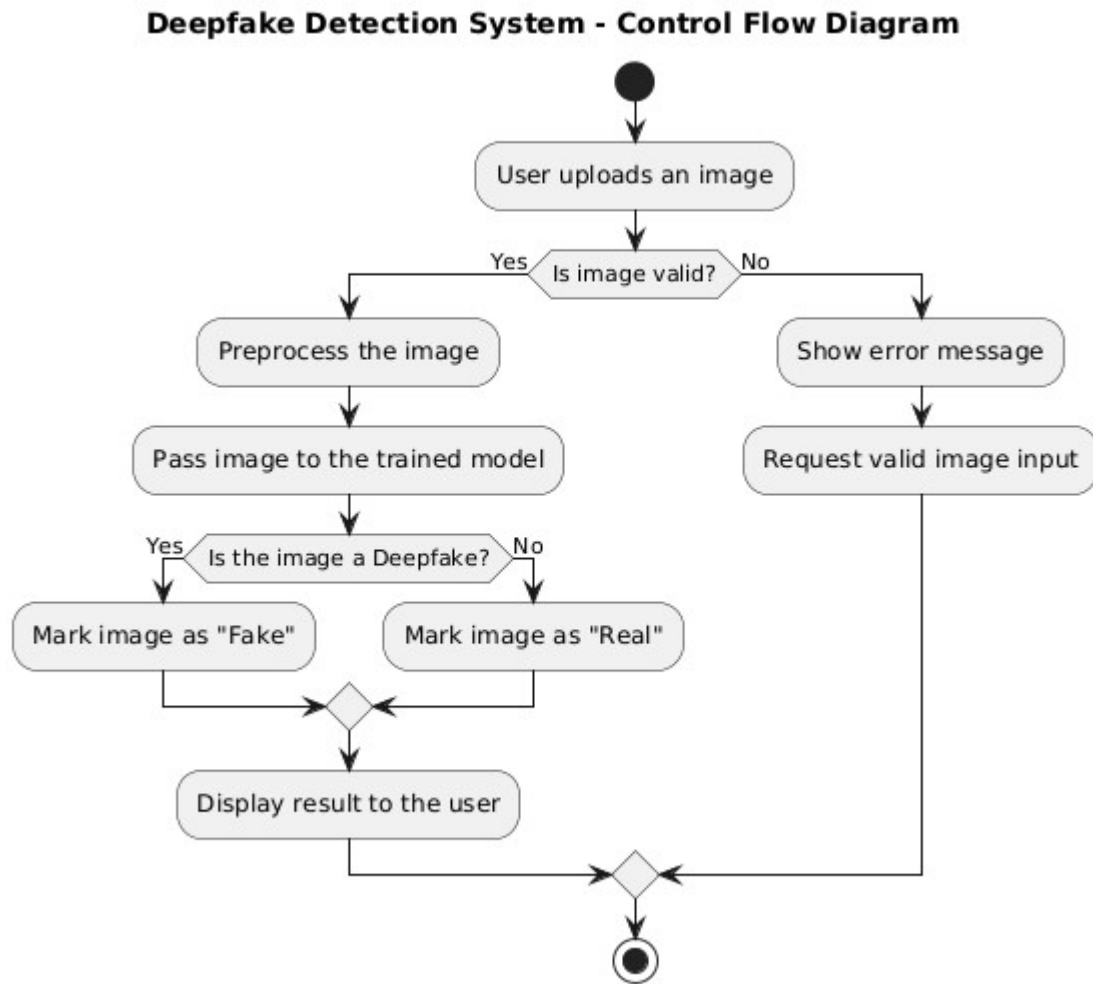 Deepfake Detection System - Control Flow Diagram
User uploads an image
Yes
Is image valid?
No
Preprocess the image
Show error message
Pass image to the trained model
Request valid image input
Yes
Is the image a Deepfake?
No
Mark image as "Fake"
Mark image as "Real"
Display result to the user